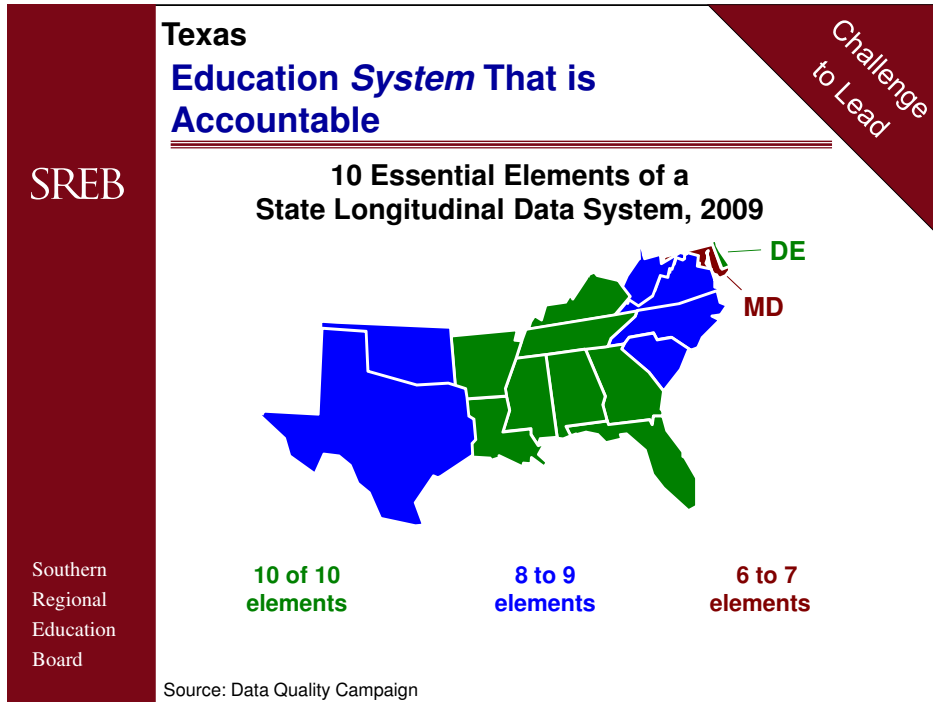 Texas
Education System That is
Accountable
Challenge
to Lead
SREB
10 Essential Elements of a
State Longitudinal Data System, 2009
DE
MD
10 of 10
elements
8 to 9
elements
6 to 7
elements
Southern
Regional
Education
Board
Source: Data Quality Campaign